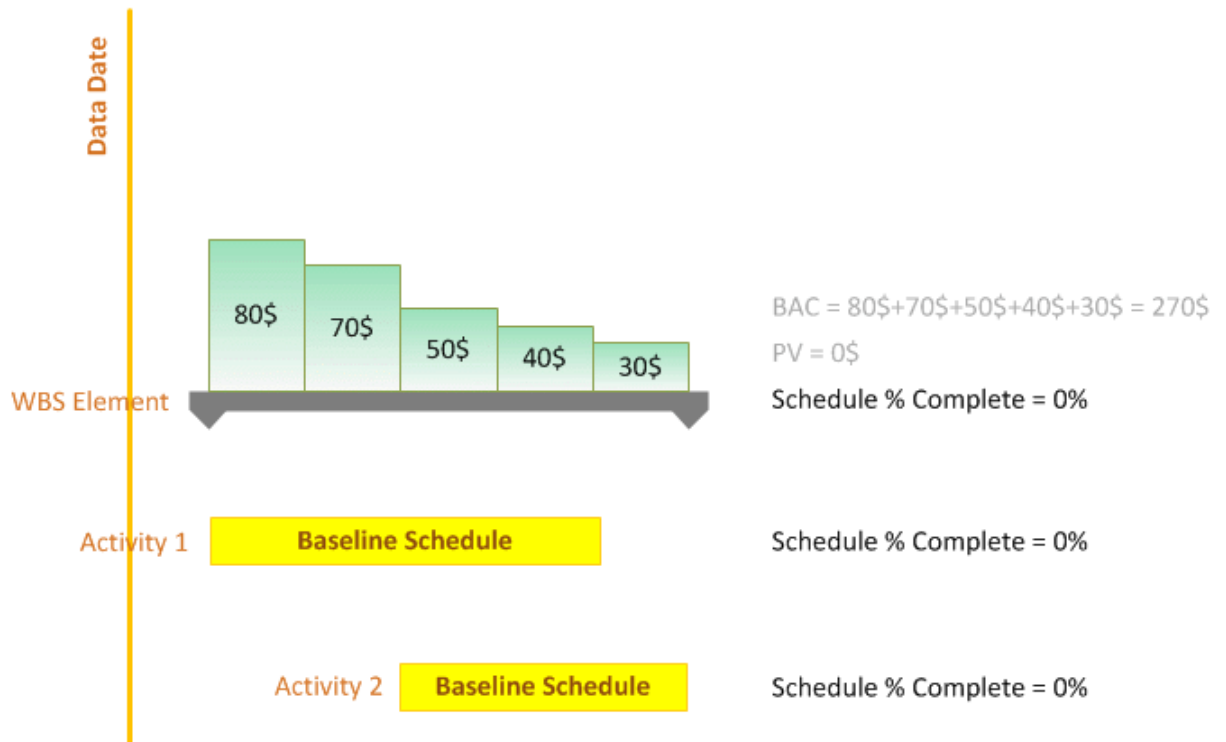 Data Date
80$
70$
50$
40$
30$
BAC = 80$+70$+50$+40$+30$ = 270$
PV = 0$
WBS Element
Schedule % Complete = 0%
Activity 1
Baseline Schedule
Schedule % Complete = 0%
Activity 2
Baseline Schedule
Schedule % Complete = 0%